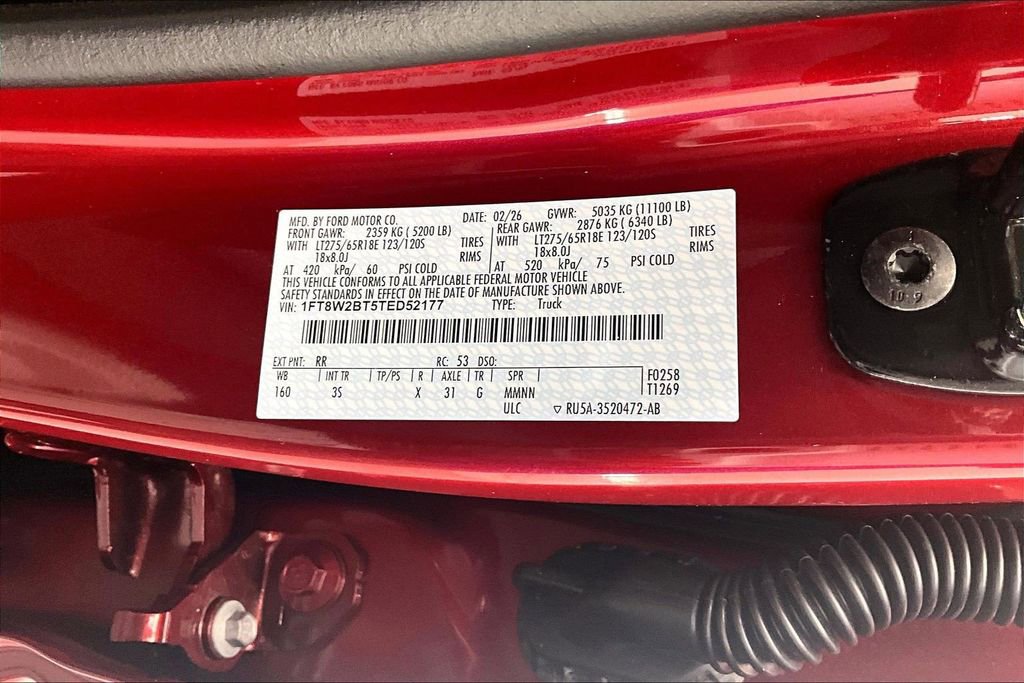 MFD. BY FORD MOTOR CO. DATE: 02/26 GVWR: 5035 KG (11100 LB)
FRONT GAWR: 2359 KG ( 5200 LB) REAR GAWR: 2876 KG ( 6340 LB)
WITH LT275/65R18E 123/120S TIRES WITH LT275/65R18E 123/120S TIRES
18x8.0J RIMS 18x8.0J RIMS
AT 420 kPa/ 60 PSI COLD AT 520 kPa/ 75 PSI COLD
THIS VEHICLE CONFORMS TO ALL APPLICABLE FEDERAL MOTOR VEHICLE
SAFETY STANDARDS IN EFFECT ON THE DATE OF MANUFACTURE SHOWN ABOVE.
VIN: 1FT8W2BT5TED52177 TYPE: Truck
EXT PNT: RR RC: 53 DSO:
WB INT TR TP/PS R AXLE TR SPR F0258
160 3S X 31 G MMNN T1269
ULC RU5A-3520472-AB
10.9